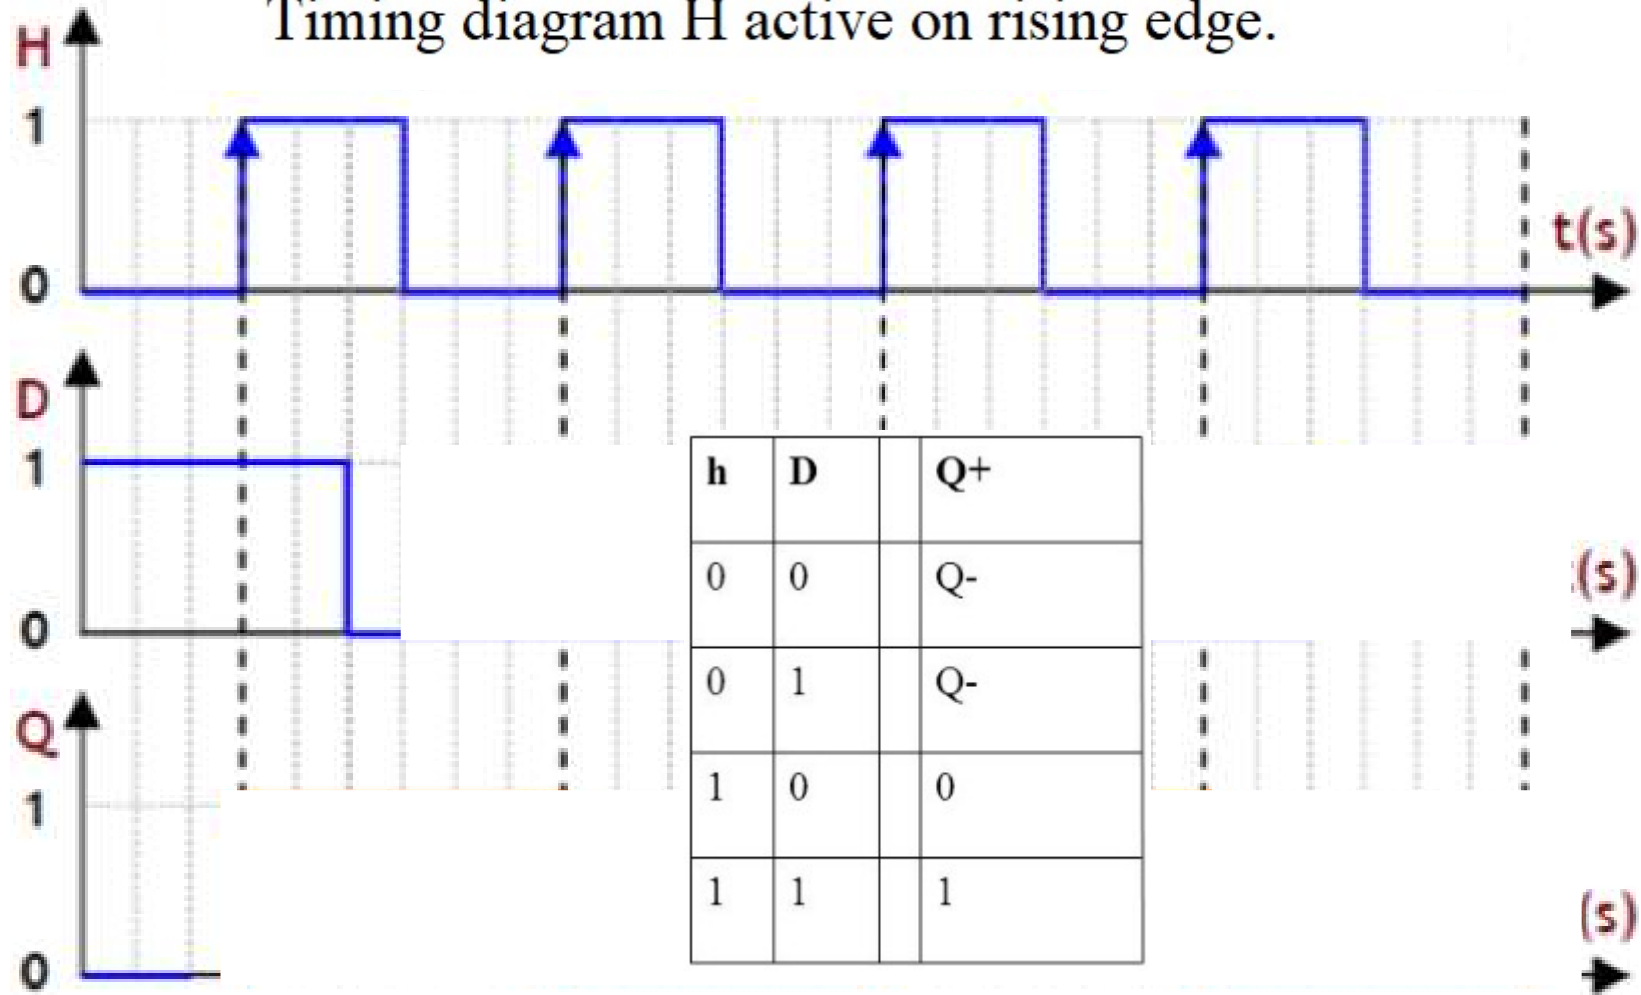 Timing diagram H active on rising edge.
H
1
0
t(s)
D
1
0
(s)
Q
1
0
(s)
h D Q+
0 0 Q-
0 1 Q-
1 0 0
1 1 1